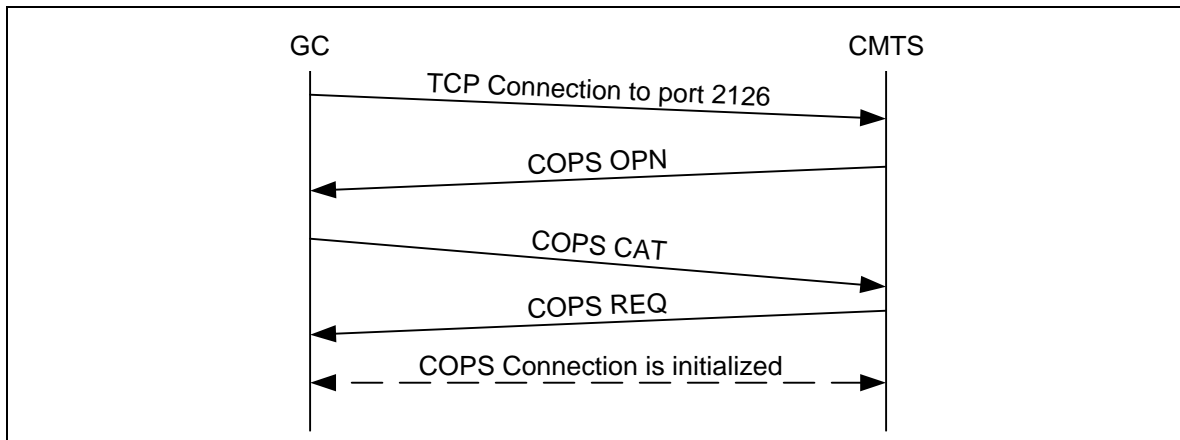 GC
CMTS
TCP Connection to port 2126
COPS OPN
COPS CAT
COPS REQ
COPS Connection is initialized